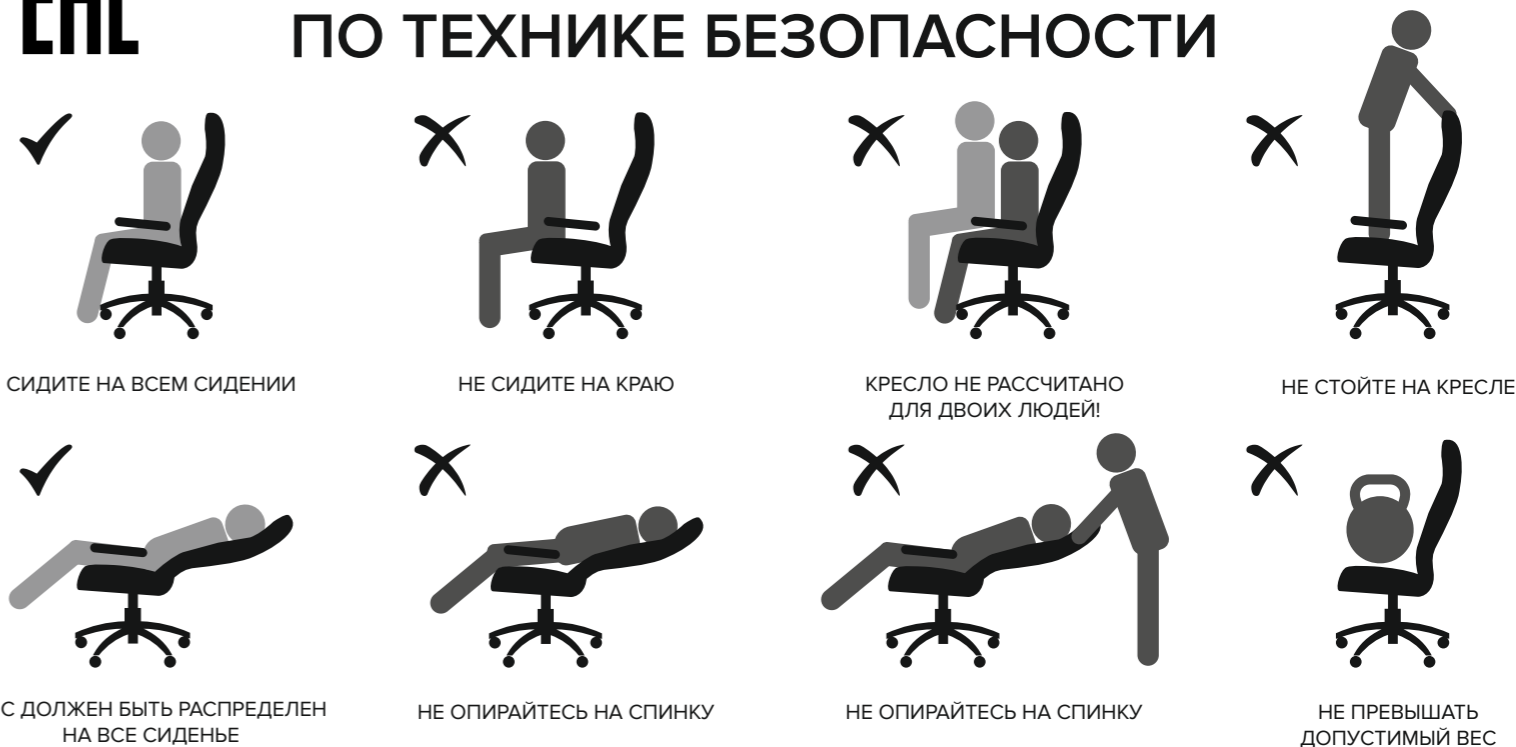 ПО ТЕХНИКЕ БЕЗОПАСНОСТИ
СИДИТЕ НА ВСЕМ СИДЕНИИ
НЕ СИДИТЕ НА КРАЮ
КРЕСЛО НЕ РАССЧИТАНО
ДЛЯ ДВОИХ ЛЮДЕЙ!
НЕ СТОЙТЕ НА КРЕСЛЕ
С ДОЛЖЕН БЫТЬ РАСПРЕДЕЛЕН
НА ВСЕ СИДЕНЬЕ
НЕ ОПИРАЙТЕСЬ НА СПИНКУ
НЕ ОПИРАЙТЕСЬ НА СПИНКУ
НЕ ПРЕВЫШАТЬ
ДОПУСТИМЫЙ ВЕС